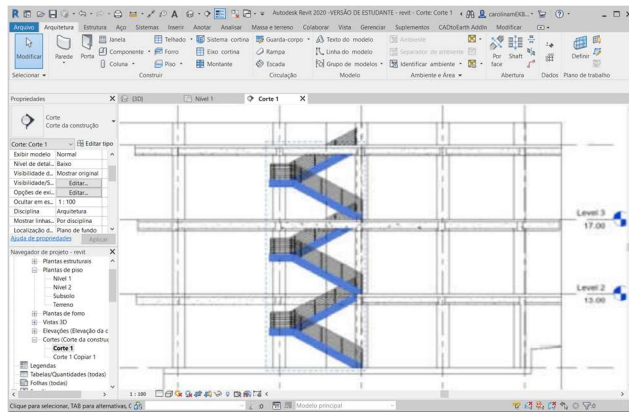 Autodesk Revit 2020 -VERSÃO DE ESTUDANTE - revit - Corte: Corte 1
carolinamEKB...
Arquivo Arquitetura Estrutura Aço Sistemas Inserir Anotar Analisar Massa e terreno Colaborar Vista Gerenciar Suplementos CADtoEarth Addin Modificar
Janela Telhado Sistema cortina Guarda-corpo Texto do modelo Ambiente
Modificar Parede Porta Componente Forro Eixo cortina Rampa Linha do modelo Separador de ambiente Por face Shaft Definir
Coluna Piso Montante Escada Grupo de modelos Identificar ambiente
Selecionar Construir Circulação Modelo Ambiente e Área Abertura Dados Plano de trabalho
Propriedades
Corte
Corte da construção
Corte: Corte 1 Editar tipo
Exibir modelo Normal
Nível de detal... Baixo
Visibilidade d... Mostrar original
Visibilidade/S... Editar...
Opções de exi... Editar...
Ocultar em es... 1 : 100
Disciplina Arquitetura
Mostrar linhas... Por disciplina
Localização d... Plano de fundo
Ajuda de propriedades Aplicar
Navegador de projeto - revit
Plantas estruturais
Plantas de piso
Nível 1
Nível 2
Subsolo
Terreno
Plantas de forro
Vistas 3D
Elevações (Elevação da c
Cortes (Corte da constru
Corte 1
Corte 1 Copiar 1
Legendas
Tabelas/Quantidades (todas)
Folhas (todas)
{3D} Nível 1 Corte 1
Level 3
17.00
Level 2
13.00
1 : 100
Clique para selecionar, TAB para alternativas, C
:0 Modelo principal
:0